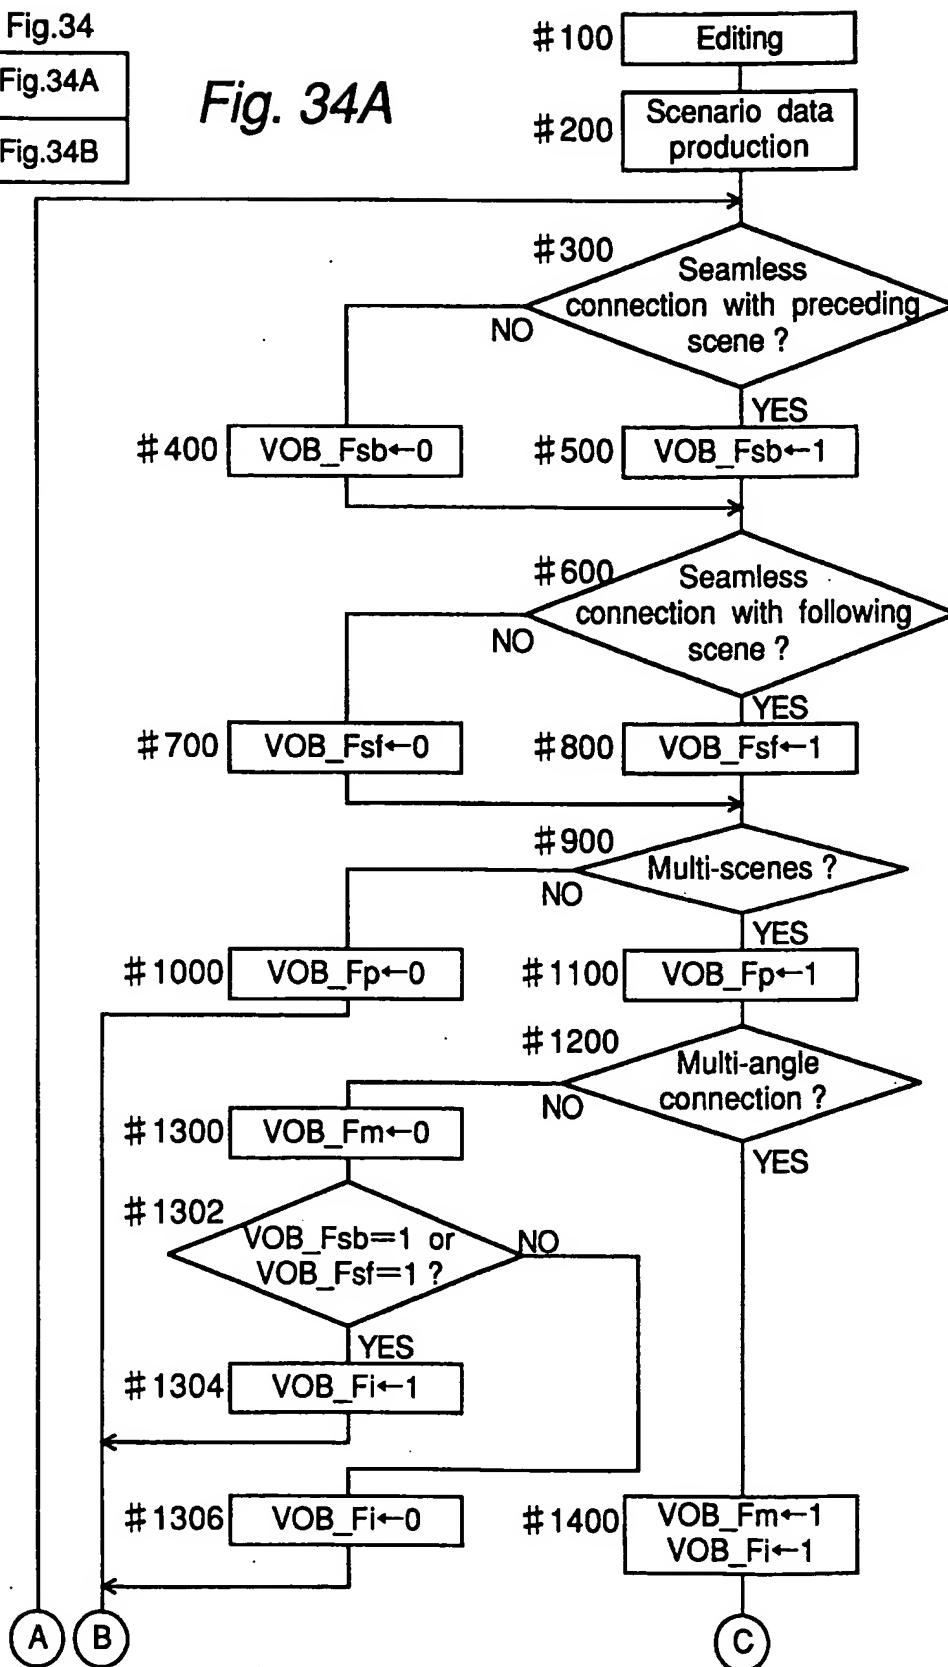 Fig.34
Fig.34A
Fig.34B
Fig. 34A
#100
Editing
#200
Scenario data
production
#300
Seamless
connection with preceding
scene ?
NO
YES
#400
VOB_Fsb←0
#500
VOB_Fsb←1
#600
Seamless
connection with following
scene ?
NO
YES
#700
VOB_Fsf←0
#800
VOB_Fsf←1
#900
Multi-scenes ?
NO
YES
#1000
VOB_Fp←0
#1100
VOB_Fp←1
#1200
Multi-angle
connection ?
NO
YES
#1300
VOB_Fm←0
#1302
VOB_Fsb=1 or
VOB_Fsf=1 ?
NO
YES
#1304
VOB_Fi←1
#1306
VOB_Fi←0
#1400
VOB_Fm←1
VOB_Fi←1
A
B
C